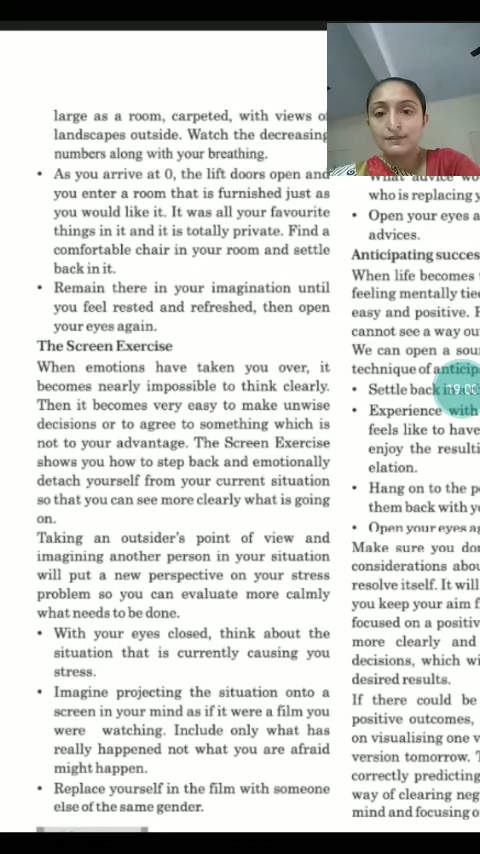 large as a room, carpeted, with views of
landscapes outside. Watch the decreasing
numbers along with your breathing.
• As you arrive at 0, the lift doors open and
you enter a room that is furnished just as
you would like it. It was all your favourite
things in it and it is totally private. Find a
comfortable chair in your room and settle
back in it.
• Remain there in your imagination until
you feel rested and refreshed, then open
your eyes again.
The Screen Exercise
When emotions have taken you over, it
becomes nearly impossible to think clearly.
Then it becomes very easy to make unwise
decisions or to agree to something which is
not to your advantage. The Screen Exercise
shows you how to step back and emotionally
detach yourself from your current situation
so that you can see more clearly what is going
on.
Taking an outsider's point of view and
imagining another person in your situation
will put a new perspective on your stress
problem so you can evaluate more calmly
what needs to be done.
• With your eyes closed, think about the
situation that is currently causing you
stress.
• Imagine projecting the situation onto a
screen in your mind as if it were a film you
were watching. Include only what has
really happened not what you are afraid
might happen.
• Replace yourself in the film with someone
else of the same gender.
What advice
who is replacing
• Open your eyes
advices.
Anticipating
When life becomes
feeling mentally
easy and positive.
cannot see a way
We can open a
technique of
• Settle back
19:00
• Experience with
feels like to have
enjoy the
elation.
• Hang on to the
them back with
• Open your eyes
Make sure you
considerations
resolve itself. It will
you keep your aim
focused on a
more clearly and
decisions, which
desired results.
If there could be
positive outcomes,
on visualising one
version tomorrow.
correctly predicting
way of clearing
mind and focusing